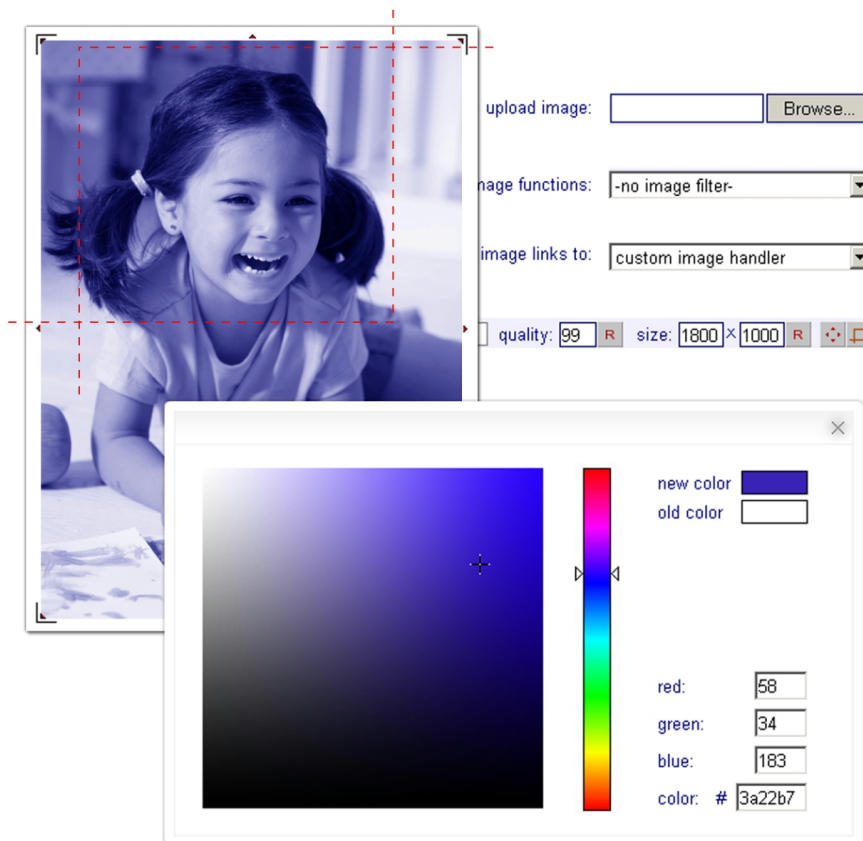 upload image:
Browse...
mage functions:
-no image filter-
image links to:
custom image handler
quality: 99 R size: 1800 × 1000 R
new color
old color
red: 58
green: 34
blue: 183
color: # 3a22b7